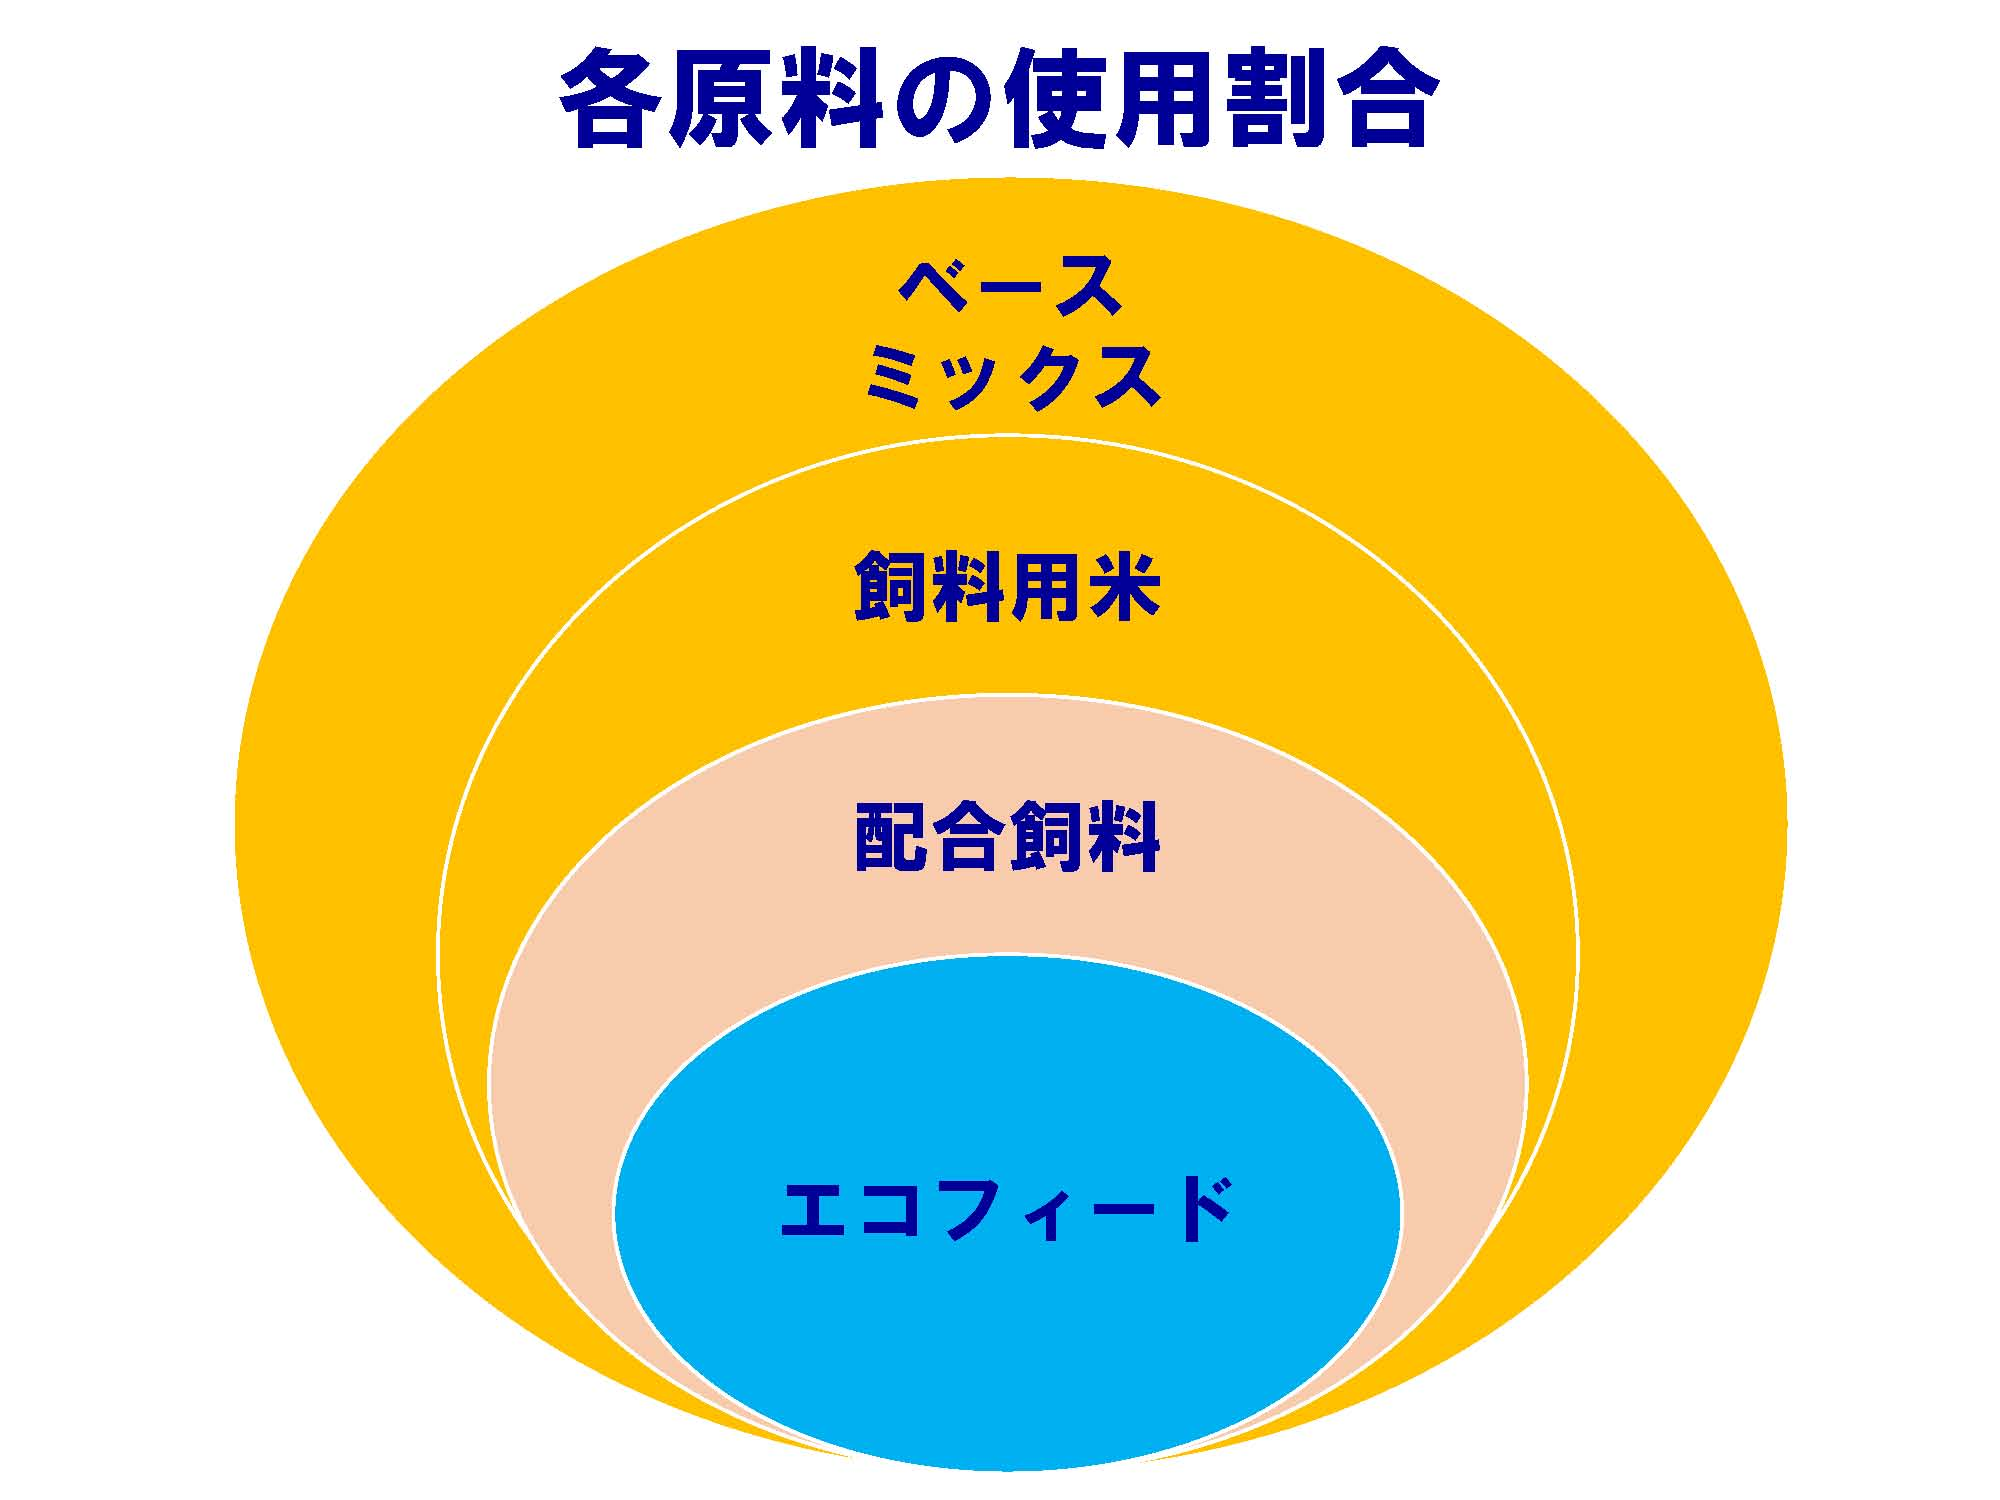 各原料の使用割合
ベース
ミックス
飼料用米
配合飼料
エコフィード